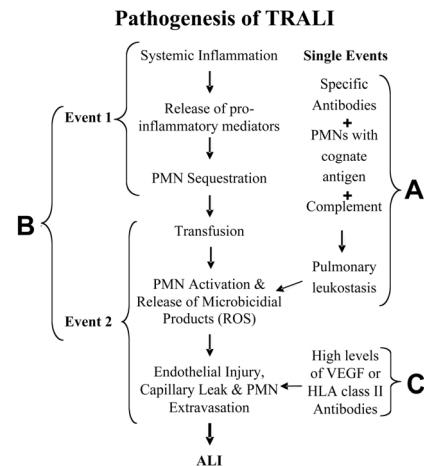 Pathogenesis of TRALI
Systemic Inflammation
Single Events
Event 1
Release of pro-
inflammatory mediators
PMN Sequestration
Specific
Antibodies
+
PMNs with
cognate
antigen
+
Complement
A
B
Transfusion
PMN Activation &
Release of Microbicidial
Products (ROS)
Pulmonary
leukostasis
Event 2
Endothelial Injury,
Capillary Leak & PMN
Extravasation
High levels
of VEGF or
HLA class II
Antibodies
C
ALI